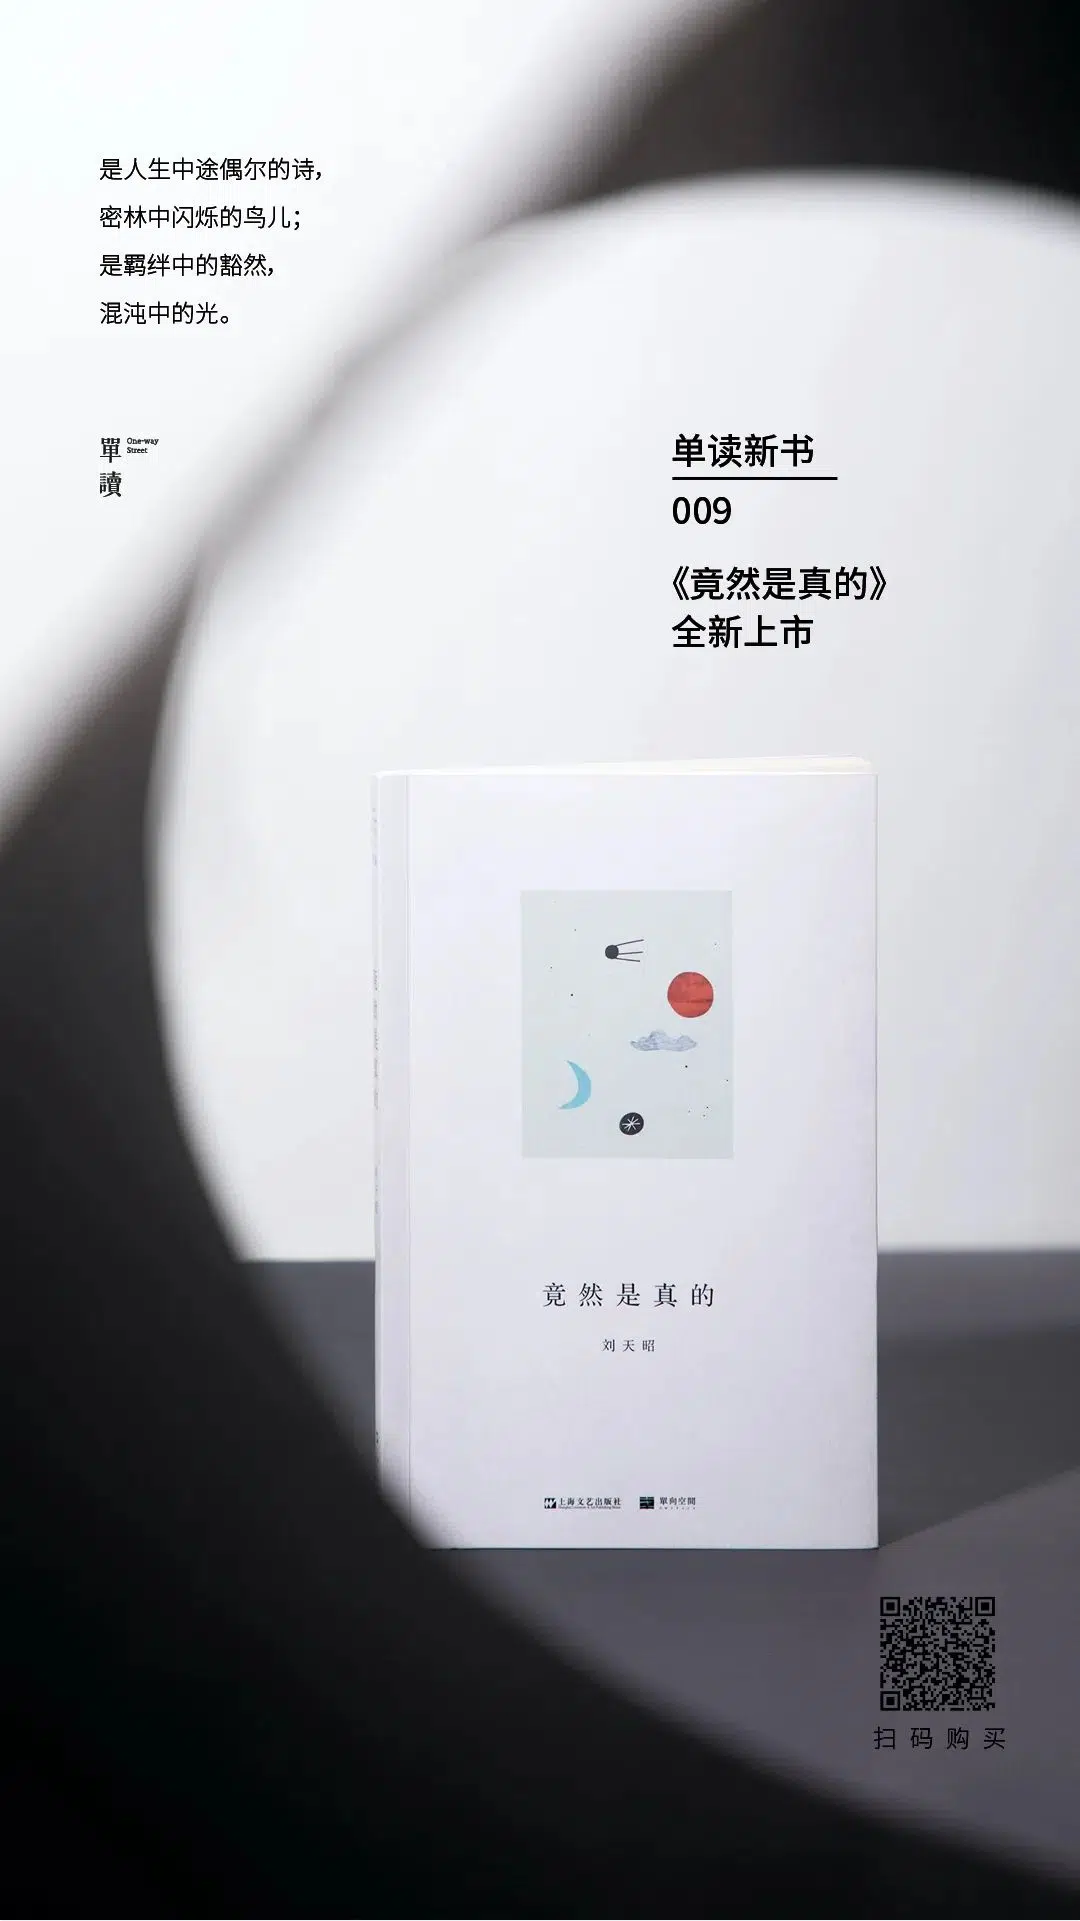 是人生中途偶尔的诗，
密林中闪烁的鸟儿；
是羁绊中的豁然，
混沌中的光。
單讀
One-way
Street
单读新书
009
《竟然是真的》
全新上市
竟然是真的
刘天昭
上海文艺出版社
單向空間
扫码购买